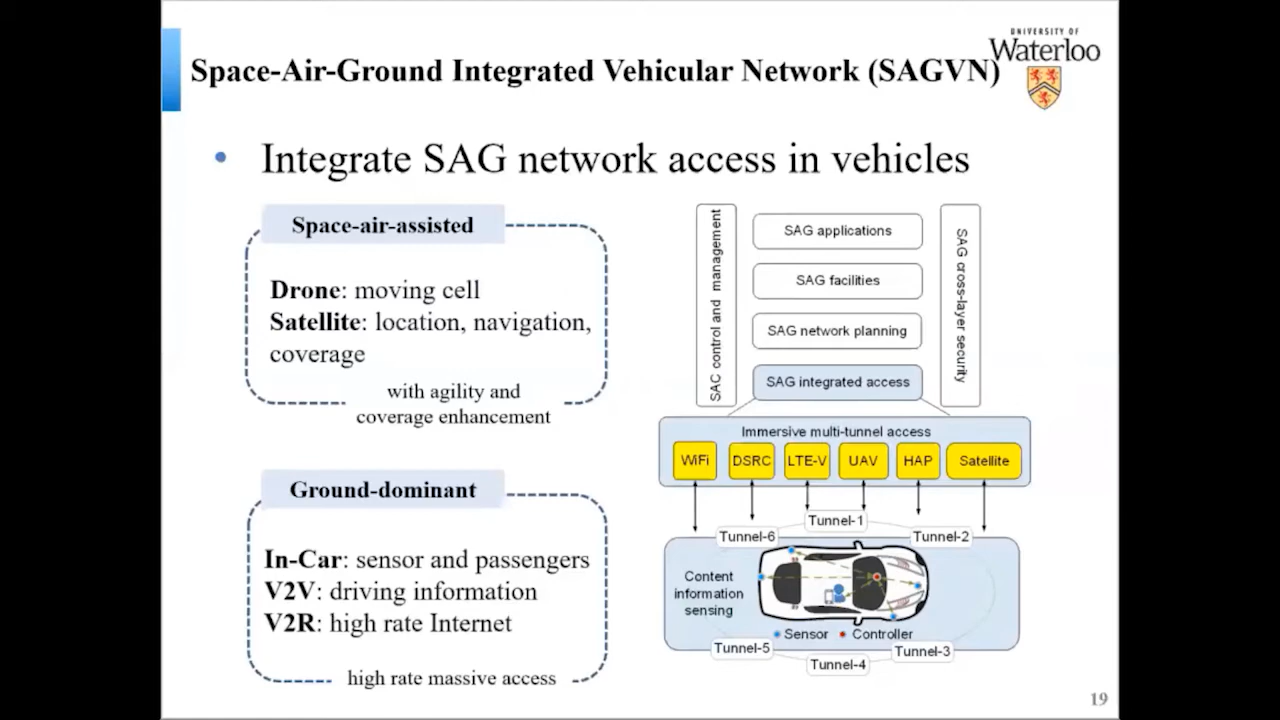 UNIVERSITY OF
Waterloo
Space-Air-Ground Integrated Vehicular Network (SAGVN)
• Integrate SAG network access in vehicles
Space-air-assisted
Drone: moving cell
Satellite: location, navigation,
coverage
with agility and
coverage enhancement
Ground-dominant
In-Car: sensor and passengers
V2V: driving information
V2R: high rate Internet
high rate massive access
SAC control and management
SAG applications
SAG facilities
SAG network planning
SAG integrated access
SAG cross-layer security
Immersive multi-tunnel access
WiFi
DSRC
LTE-V
UAV
HAP
Satellite
Tunnel-1
Tunnel-6
Tunnel-2
Content
information
sensing
Sensor
Controller
Tunnel-5
Tunnel-3
Tunnel-4
19